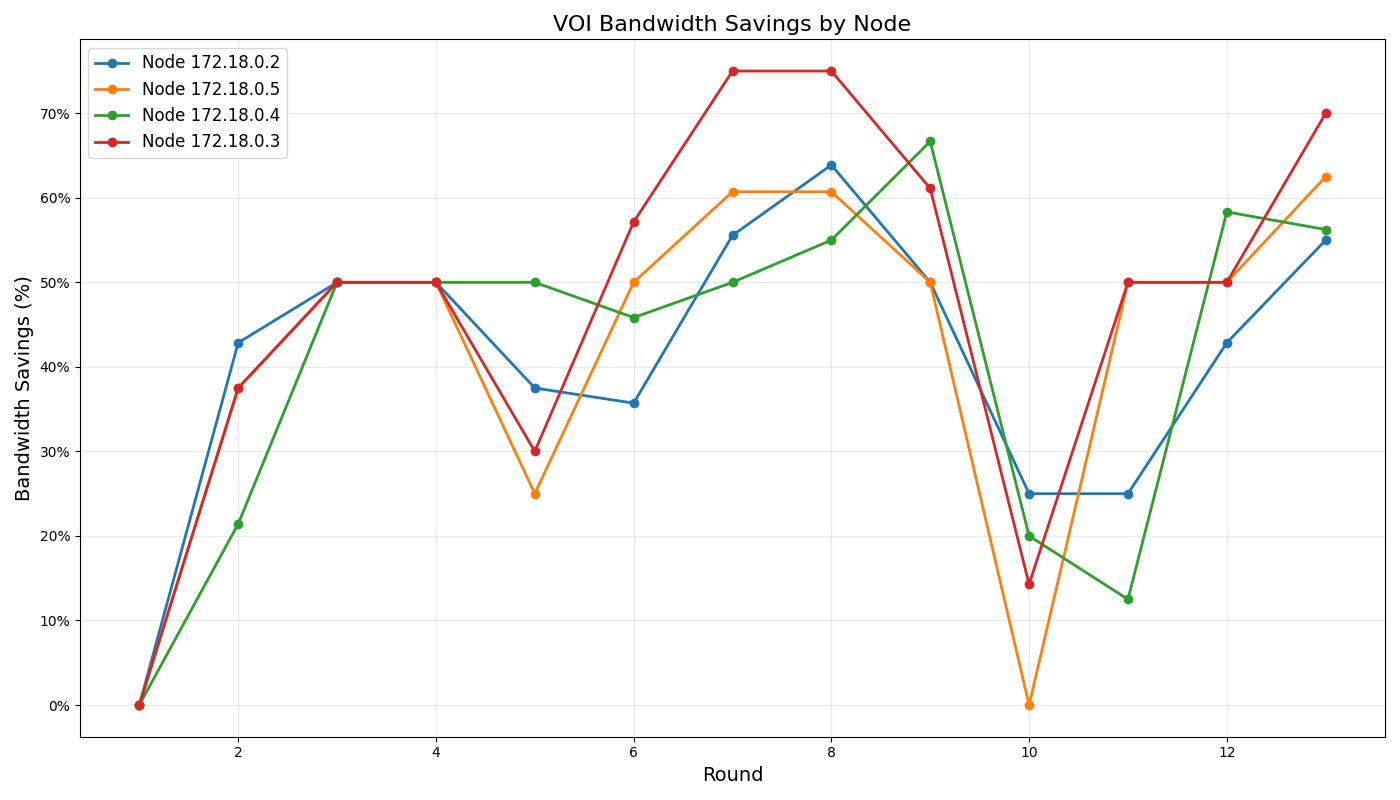 VOI Bandwidth Savings by Node
Node 172.18.0.2
Node 172.18.0.5
Node 172.18.0.4
Node 172.18.0.3
Bandwidth Savings (%)
70%
60%
50%
40%
30%
20%
10%
0%
2 4 6 8 10 12
Round